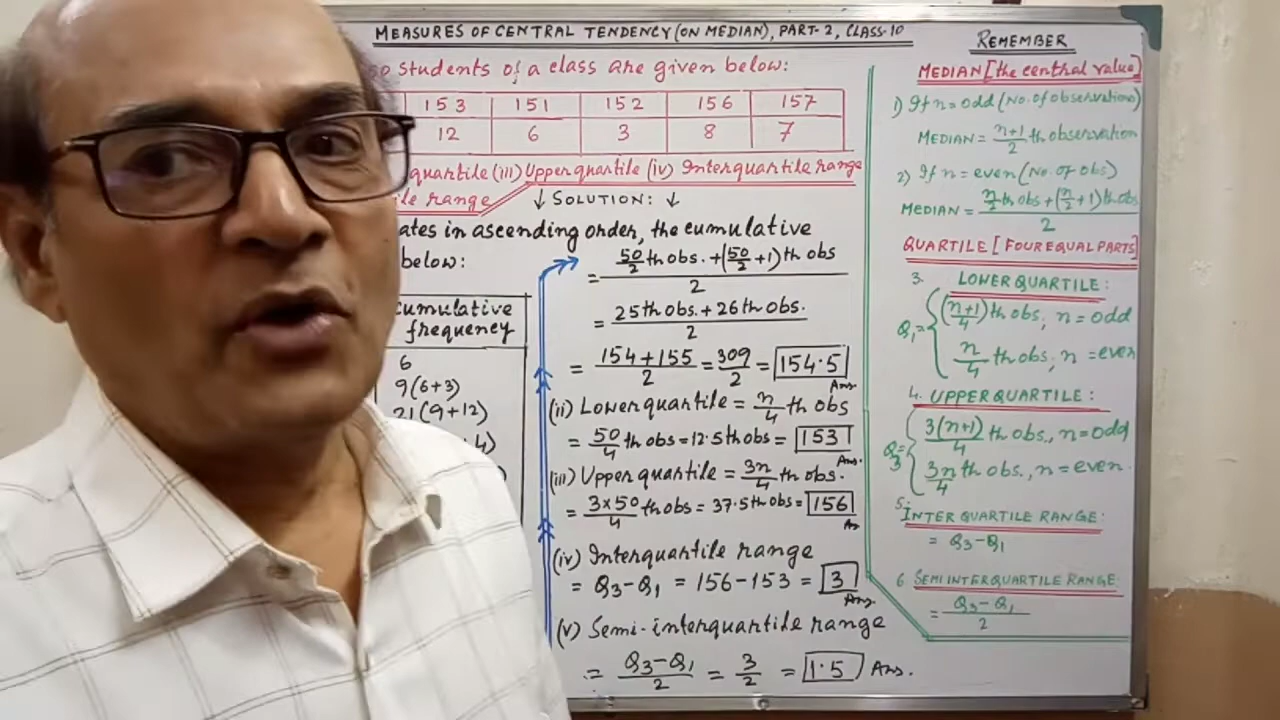 MEASURES OF CENTRAL TENDENCY (ON MEDIAN), PART-2, CLASS-10
50 students of a class are given below:
153 151 152 156 157
12 6 3 8 7
quartile (iii) Upper quartile (iv) Interquartile range
ile range
↓ SOLUTION: ↓
ates in ascending order, the cumulative
below:
cumulative
frequency
6
9(6+3)
21(9+12)
4)
= 50/2 th obs. + (50/2 + 1) th obs / 2
= 25th obs. + 26th obs. / 2
= 154+155 / 2 = 309/2 = 154.5 Ans.
(ii) Lower quartile = n/4 th obs
= 50/4 th obs = 12.5th obs = 153 Ans.
(iii) Upper quartile = 3n/4 th obs.
= 3×50/4 th obs = 37.5th obs = 156 An
(iv) Interquartile range
= Q3-Q1 = 156-153 = 3 Ans.
(v) Semi-interquartile range
= Q3-Q1 / 2 = 3/2 = 1.5 Ans.
REMEMBER
MEDIAN [the central value]
1) If n = odd (No. of observations)
MEDIAN = n+1/2 th observation
2) If n = even (No. of obs)
MEDIAN = n/2 th obs + (n/2 + 1) th obs / 2
QUARTILE [FOUR EQUAL PARTS]
3. LOWER QUARTILE:
Q1 = (n+1)/4 th obs; n = odd
n/4 th obs; n = even
4. UPPER QUARTILE:
Q3 = 3(n+1)/4 th obs., n = odd
3n/4 th obs., n = even.
5. INTER QUARTILE RANGE:
= Q3-Q1
6. SEMI INTERQUARTILE RANGE:
= Q3-Q1 / 2